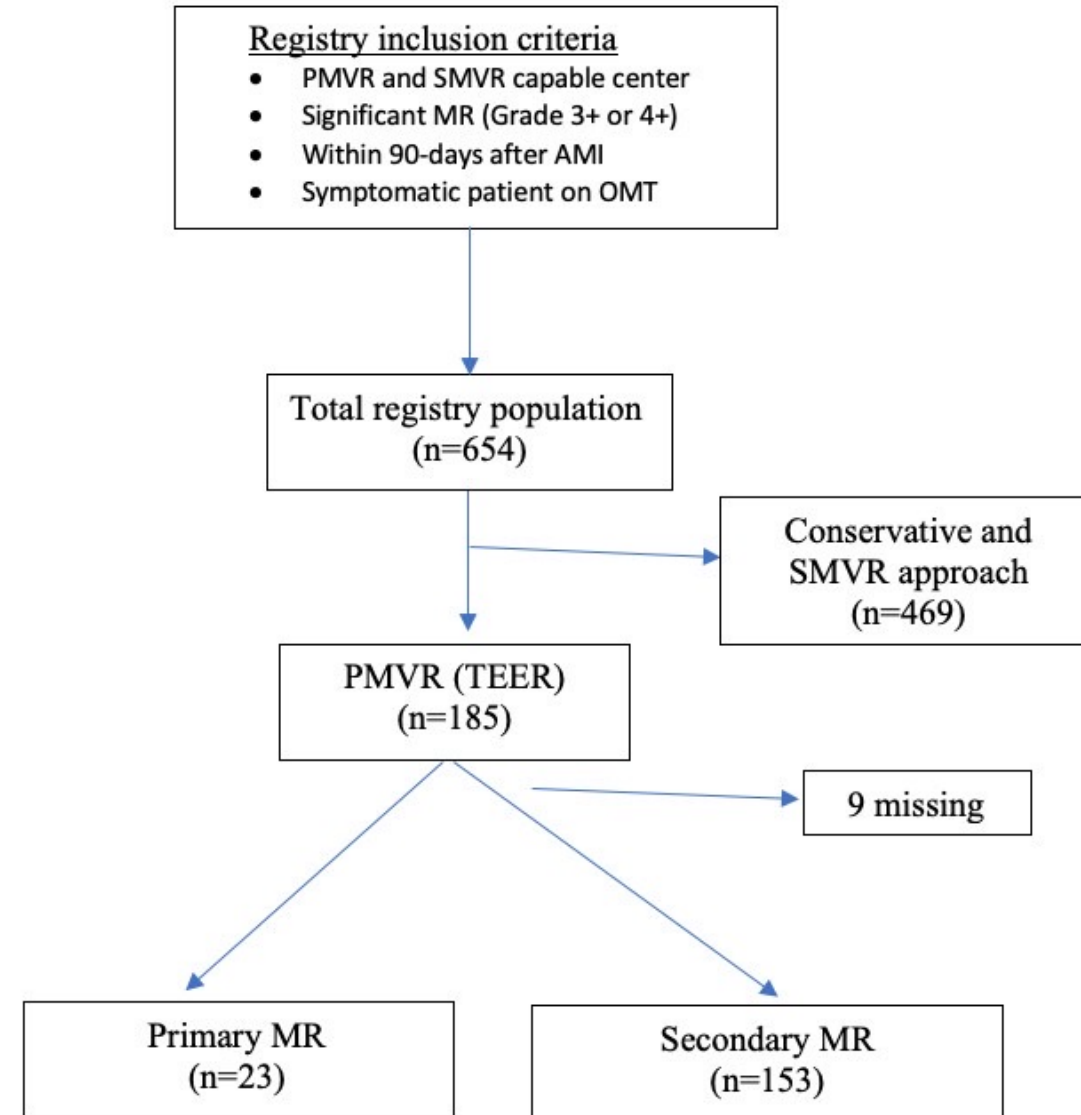 Registry inclusion criteria
• PMVR and SMVR capable center
• Significant MR (Grade 3+ or 4+)
• Within 90-days after AMI
• Symptomatic patient on OMT
Total registry population
(n=654)
Conservative and
SMVR approach
(n=469)
PMVR (TEER)
(n=185)
9 missing
Primary MR
(n=23)
Secondary MR
(n=153)